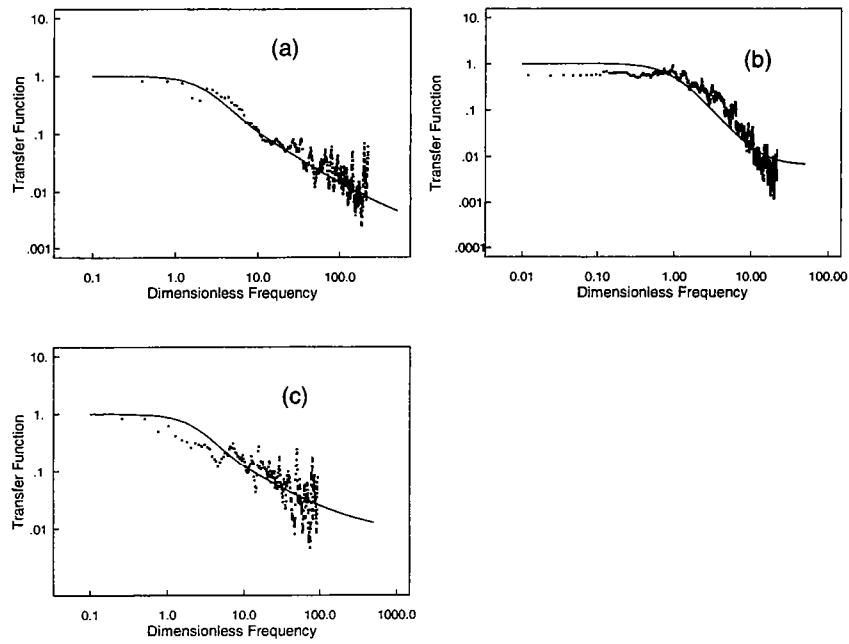 (a)
10.
1.
.1
.01
.001
Transfer Function
0.1 1.0 10.0 100.0
Dimensionless Frequency
(b)
10.
1.
.1
.01
.001
.0001
Transfer Function
0.01 0.10 1.00 10.00 100.00
Dimensionless Frequency
(c)
10.
1.
.1
.01
Transfer Function
0.1 1.0 10.0 100.0 1000.0
Dimensionless Frequency